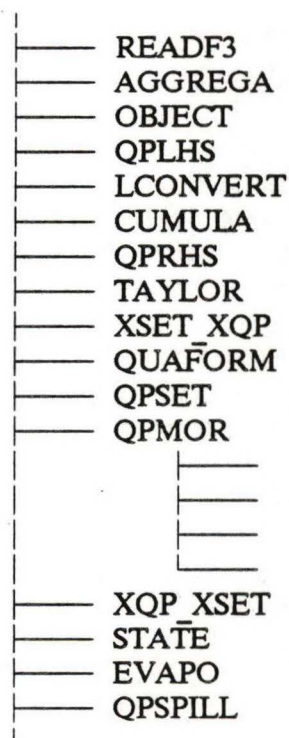 READF3
AGGREGA
OBJECT
QPLHS
LCONVERT
CUMULA
QPRHS
TAYLOR
XSET_XQP
QUAFORM
QPSET
QPMOR
XQP_XSET
STATE
EVAPO
QPSPILL